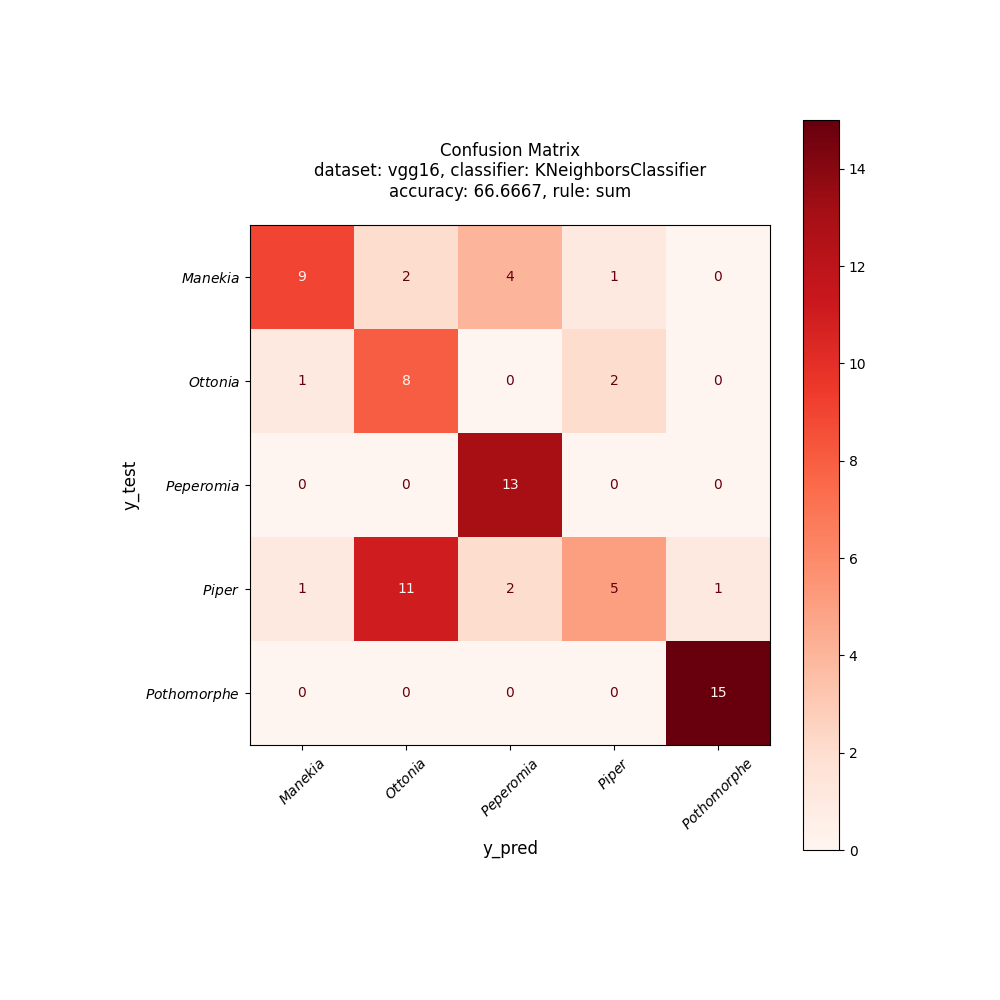 Confusion Matrix
dataset: vgg16, classifier: KNeighborsClassifier
accuracy: 66.6667, rule: sum
Manekia 9 2 4 1 0
Ottonia 1 8 0 2 0
Peperomia 0 0 13 0 0
Piper 1 11 2 5 1
Pothomorphe 0 0 0 0 15
Manekia Ottonia Peperomia Piper Pothomorphe
y_test
y_pred
14
12
10
8
6
4
2
0